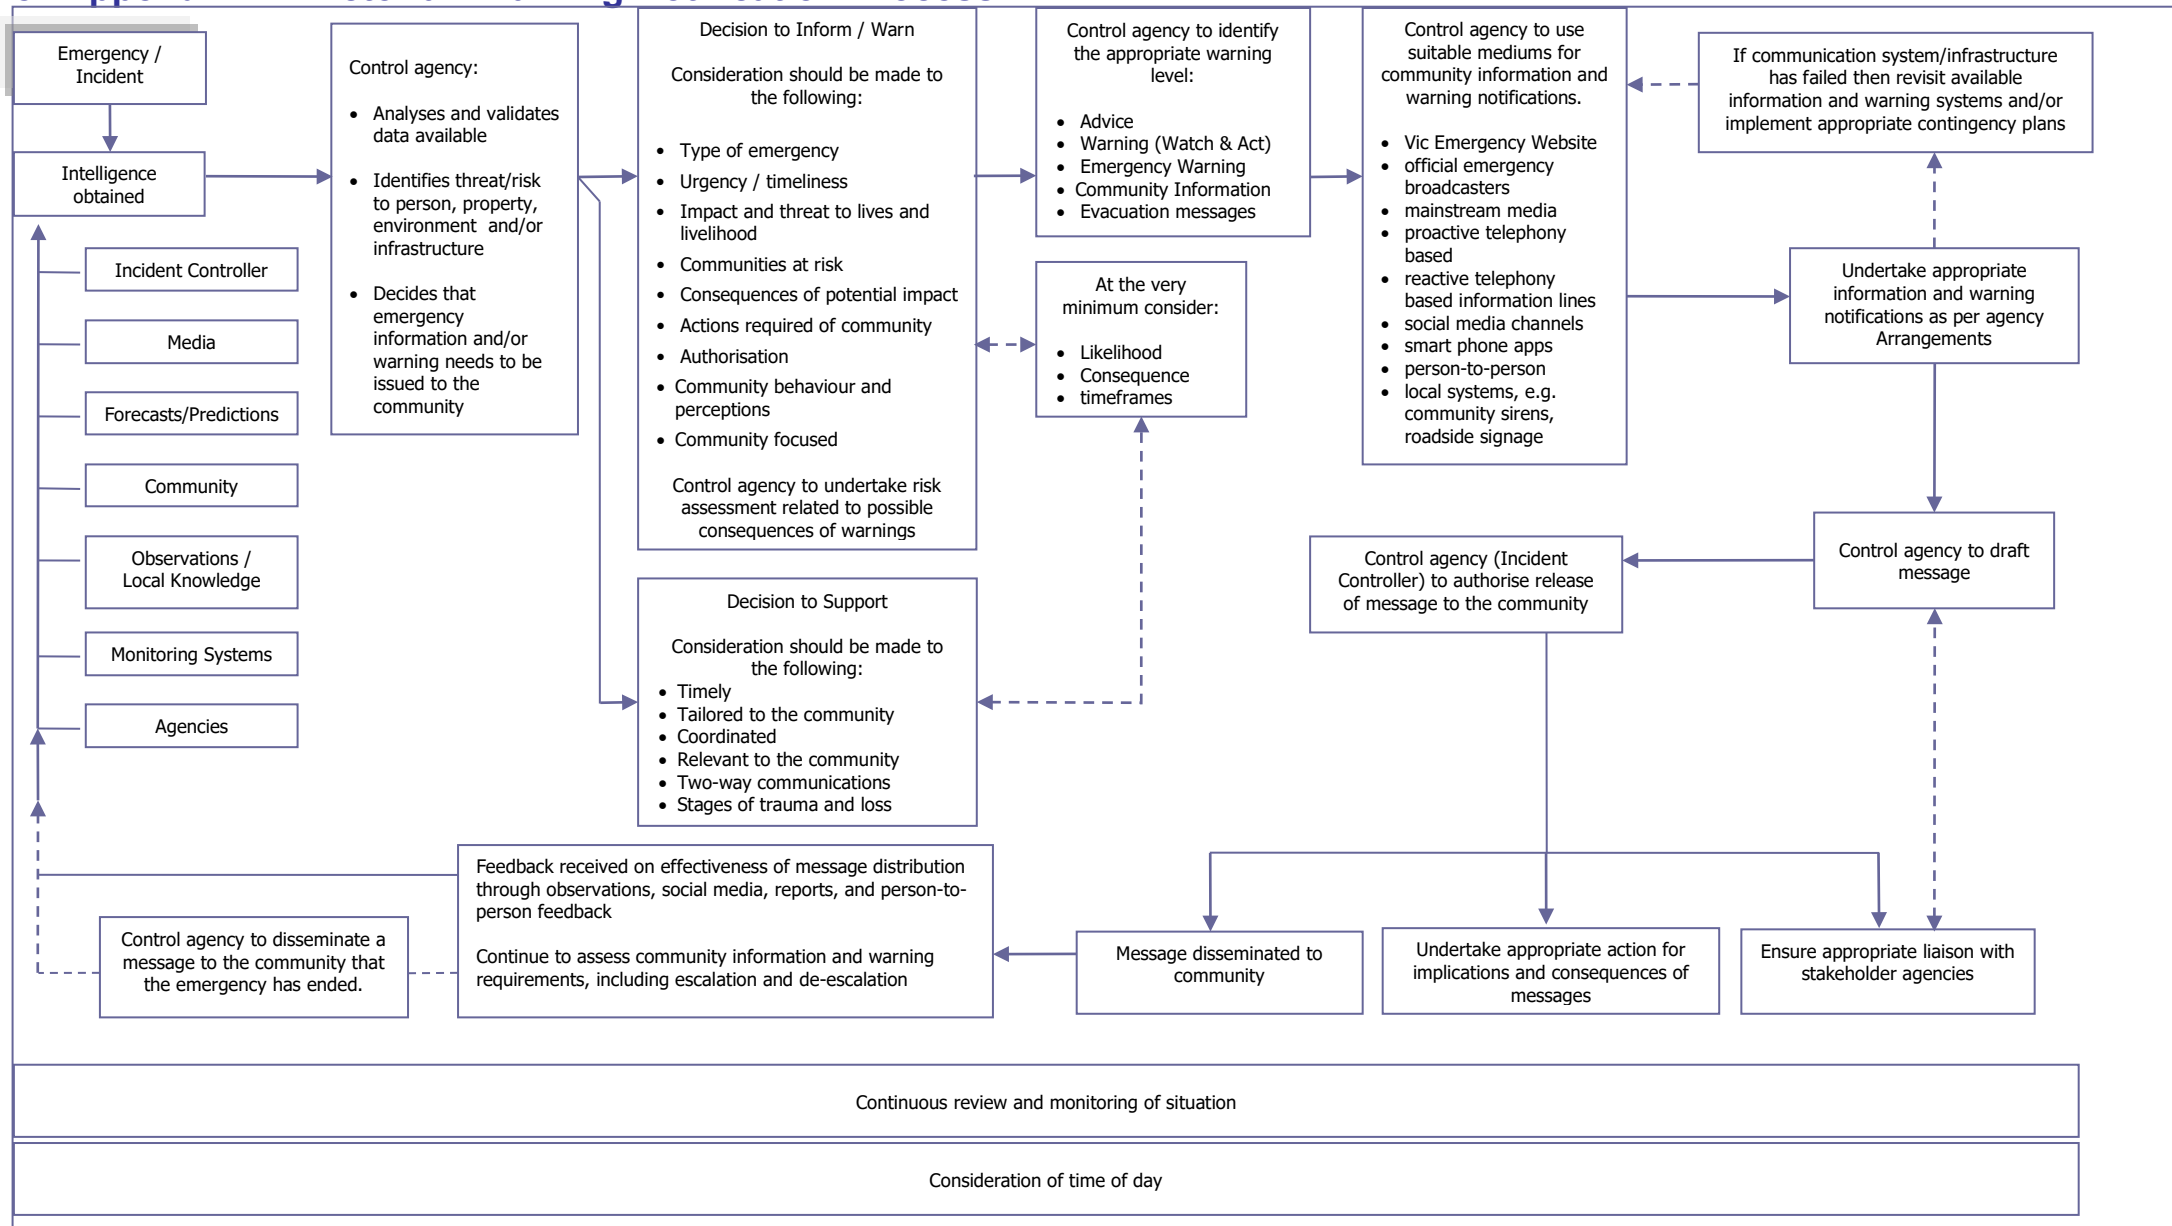 Emergency /
Incident
Intelligence
obtained
Incident Controller
Media
Forecasts/Predictions
Community
Observations /
Local Knowledge
Monitoring Systems
Agencies
Control agency:
• Analyses and validates
data available
• Identifies threat/risk
to person, property,
environment and/or
infrastructure
• Decides that
emergency
information and/or
warning needs to be
issued to the
community
Decision to Inform / Warn
Consideration should be made to
the following:
• Type of emergency
• Urgency / timeliness
• Impact and threat to lives and
livelihood
• Communities at risk
• Consequences of potential impact
• Actions required of community
• Authorisation
• Community behaviour and
perceptions
• Community focused
Control agency to undertake risk
assessment related to possible
consequences of warnings
Decision to Support
Consideration should be made to
the following:
• Timely
• Tailored to the community
• Coordinated
• Relevant to the community
• Two-way communications
• Stages of trauma and loss
Control agency to identify
the appropriate warning
level:
• Advice
• Warning (Watch & Act)
• Emergency Warning
• Community Information
• Evacuation messages
At the very
minimum consider:
• Likelihood
• Consequence
• timeframes
Control agency to use
suitable mediums for
community information and
warning notifications.
• Vic Emergency Website
• official emergency
broadcasters
• mainstream media
• proactive telephony
based
• reactive telephony
based information lines
• social media channels
• smart phone apps
• person-to-person
• local systems, e.g.
community sirens,
roadside signage
If communication system/infrastructure
has failed then revisit available
information and warning systems and/or
implement appropriate contingency plans
Undertake appropriate
information and warning
notifications as per agency
Arrangements
Control agency to draft
message
Control agency (Incident
Controller) to authorise release
of message to the community
Feedback received on effectiveness of message distribution
through observations, social media, reports, and person-to-
person feedback
Continue to assess community information and warning
requirements, including escalation and de-escalation
Control agency to disseminate a
message to the community that
the emergency has ended.
Message disseminated to
community
Undertake appropriate action for
implications and consequences of
messages
Ensure appropriate liaison with
stakeholder agencies
Continuous review and monitoring of situation
Consideration of time of day